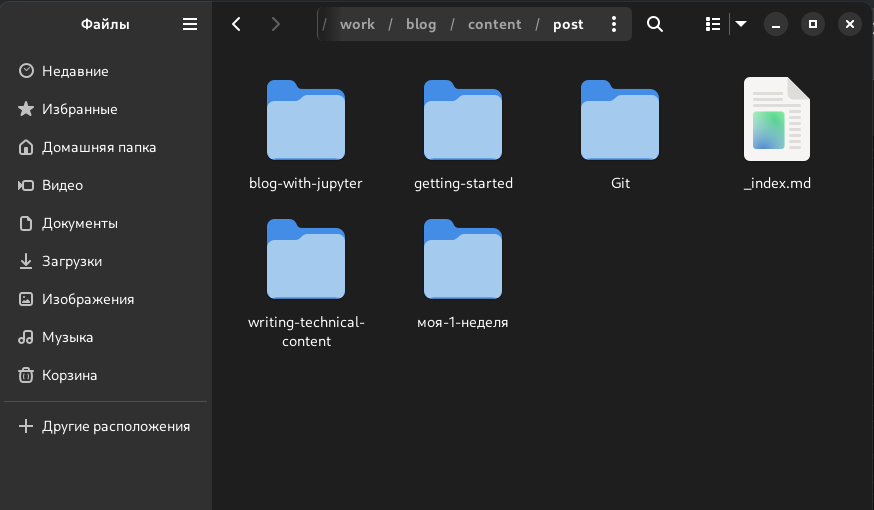 Файлы
/ work / blog / content / post
Недавние
Избранные
Домашняя папка
Видео
Документы
Загрузки
Изображения
Музыка
Корзина
Другие расположения
blog-with-jupyter
getting-started
Git
_index.md
writing-technical-
content
моя-1-неделя